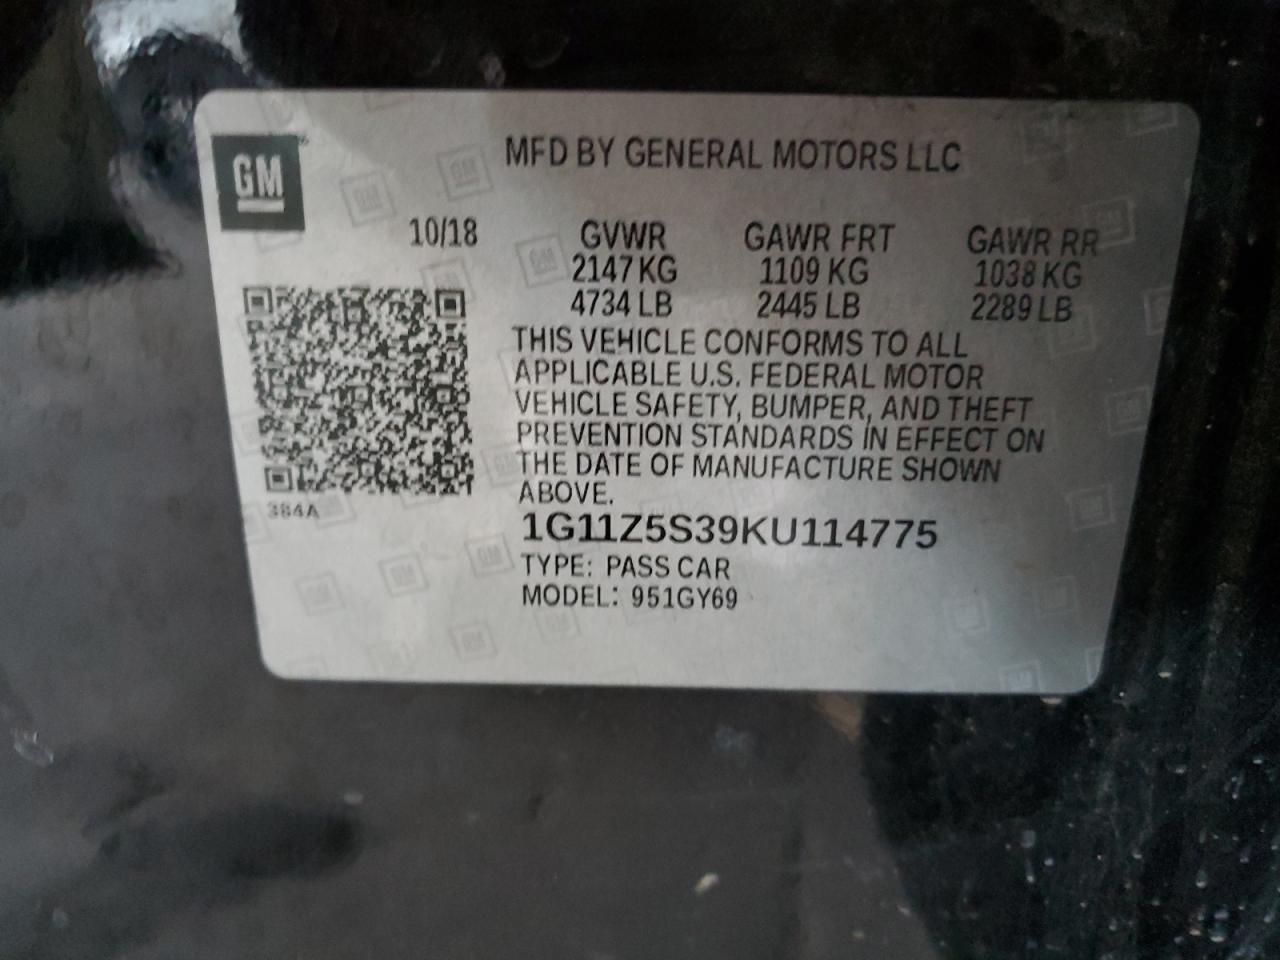 GM
MFD BY GENERAL MOTORS LLC
10/18 GVWR GAWR FRT GAWR RR
2147 KG 1109 KG 1038 KG
4734 LB 2445 LB 2289 LB
THIS VEHICLE CONFORMS TO ALL
APPLICABLE U.S. FEDERAL MOTOR
VEHICLE SAFETY, BUMPER, AND THEFT
PREVENTION STANDARDS IN EFFECT ON
THE DATE OF MANUFACTURE SHOWN
ABOVE.
384A
1G11Z5S39KU114775
TYPE: PASS CAR
MODEL: 951GY69